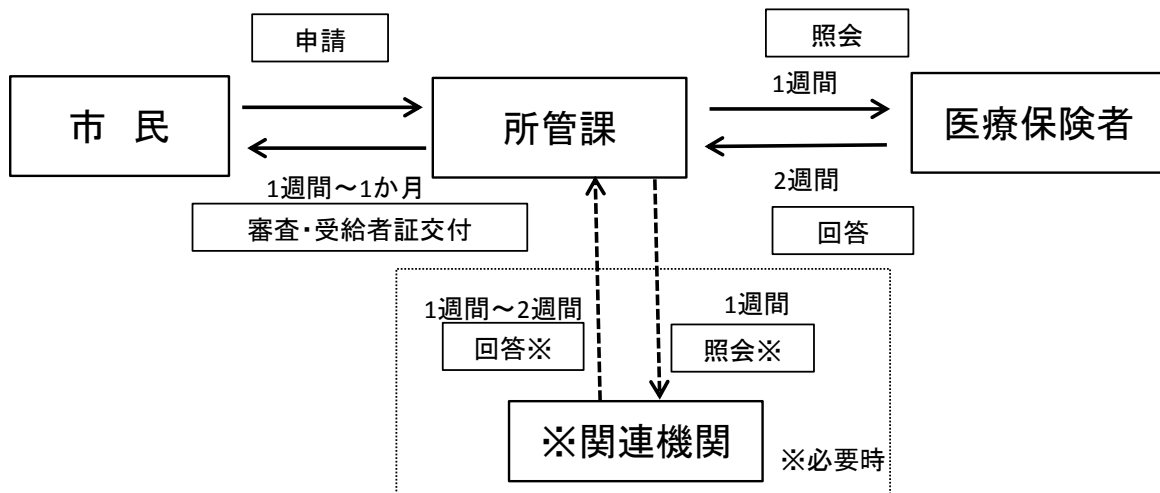 申請
照会
市 民
所管課
医療保険者
1週間
2週間
1週間～1か月
審査・受給者証交付
回答
1週間～2週間
1週間
回答※
照会※
※関連機関
※必要時